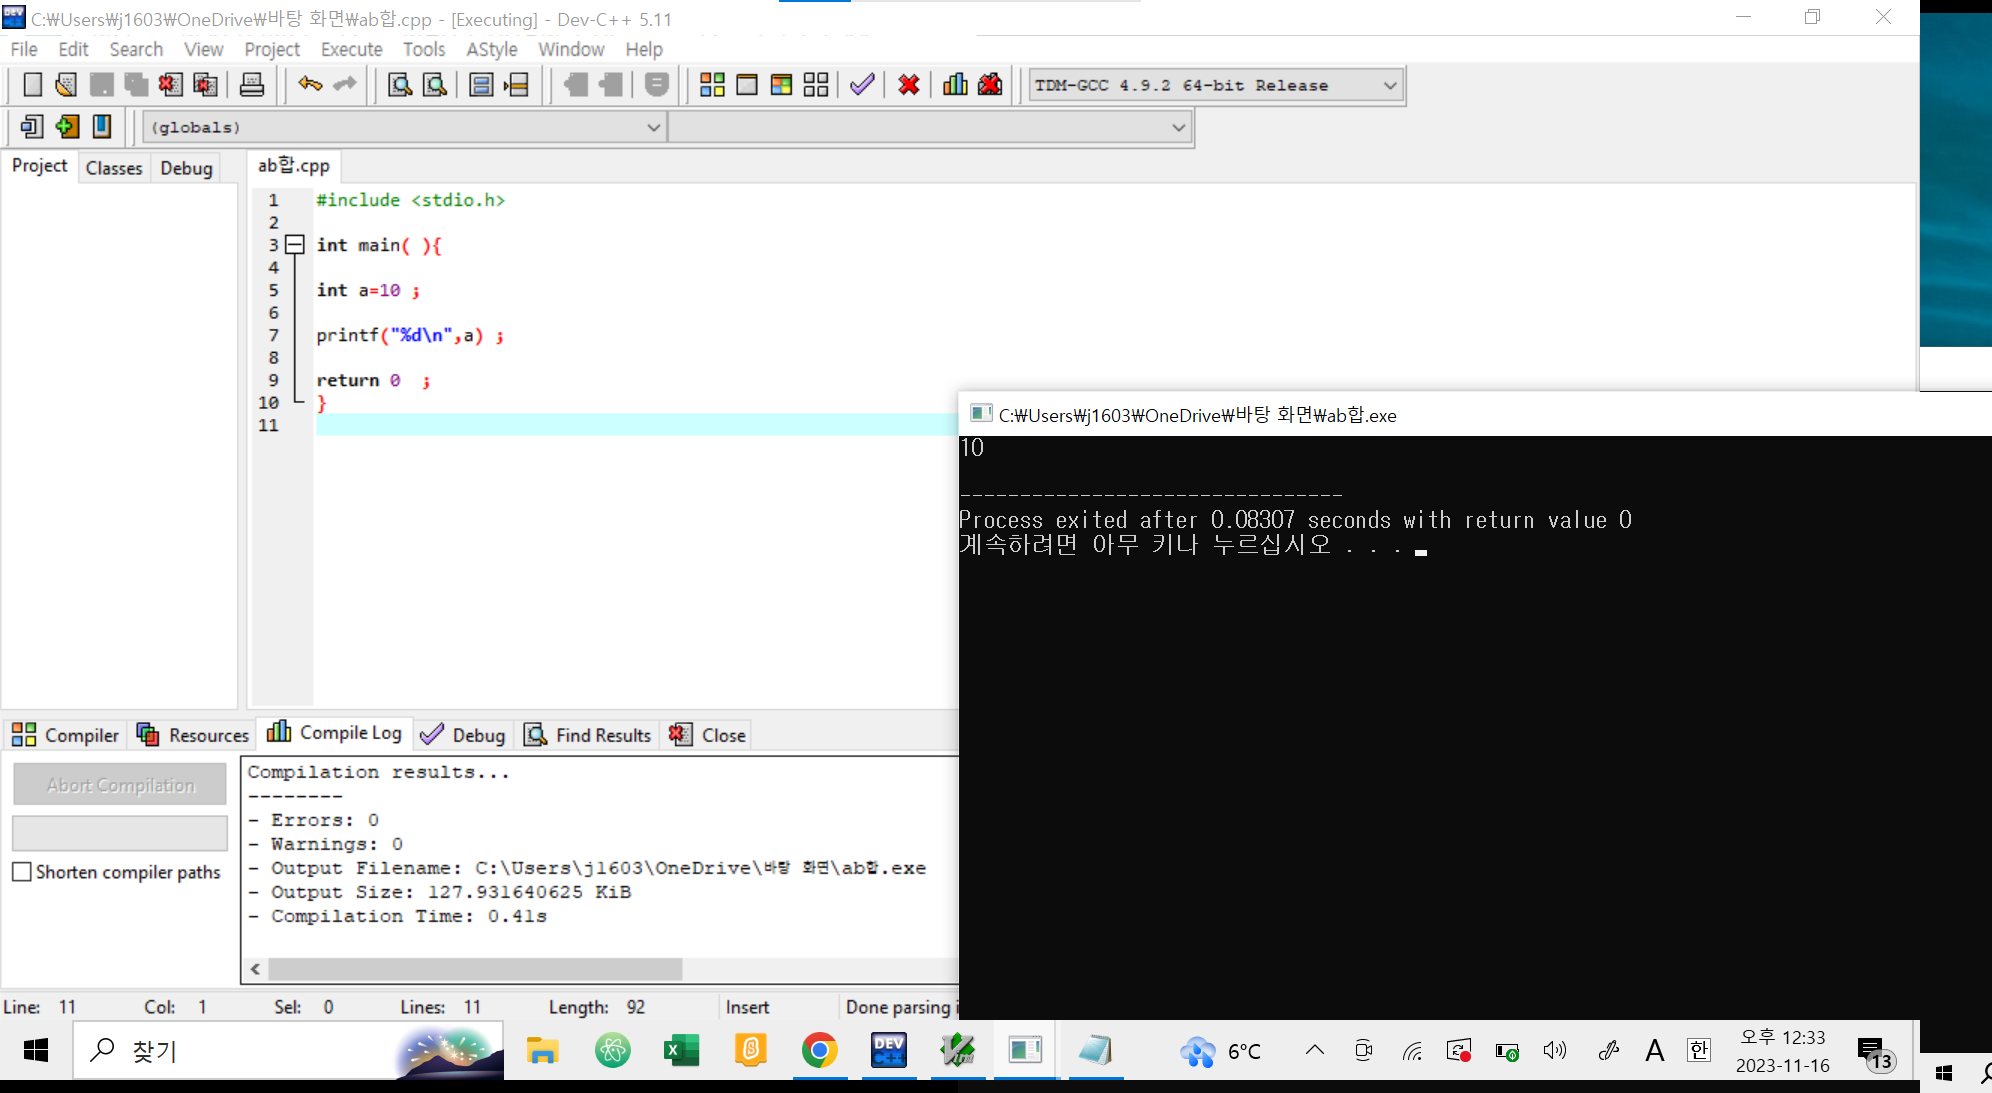 C:\Users\j1603\OneDrive\바탕 화면\ab합.cpp - [Executing] - Dev-C++ 5.11
File Edit Search View Project Execute Tools AStyle Window Help
TDM-GCC 4.9.2 64-bit Release
(globals)
Project Classes Debug
ab합.cpp
1 #include <stdio.h>
2
3 int main( ){
4
5 int a=10 ;
6
7 printf("%d\n",a) ;
8
9 return 0  ;
10 }
11
C:\Users\j1603\OneDrive\바탕 화면\ab합.exe
10
--------------------------------
Process exited after 0.08307 seconds with return value 0
계속하려면 아무 키나 누르십시오 . . .
Compiler Resources Compile Log Debug Find Results Close
Abort Compilation
Shorten compiler paths
Compilation results...
--------
- Errors: 0
- Warnings: 0
- Output Filename: C:\Users\j1603\OneDrive\바탕 화면\ab합.exe
- Output Size: 127.931640625 KiB
- Compilation Time: 0.41s
Line: 11 Col: 1 Sel: 0 Lines: 11 Length: 92 Insert Done parsing
찾기
DEV C++
6°C
A
한
오후 12:33
2023-11-16
13